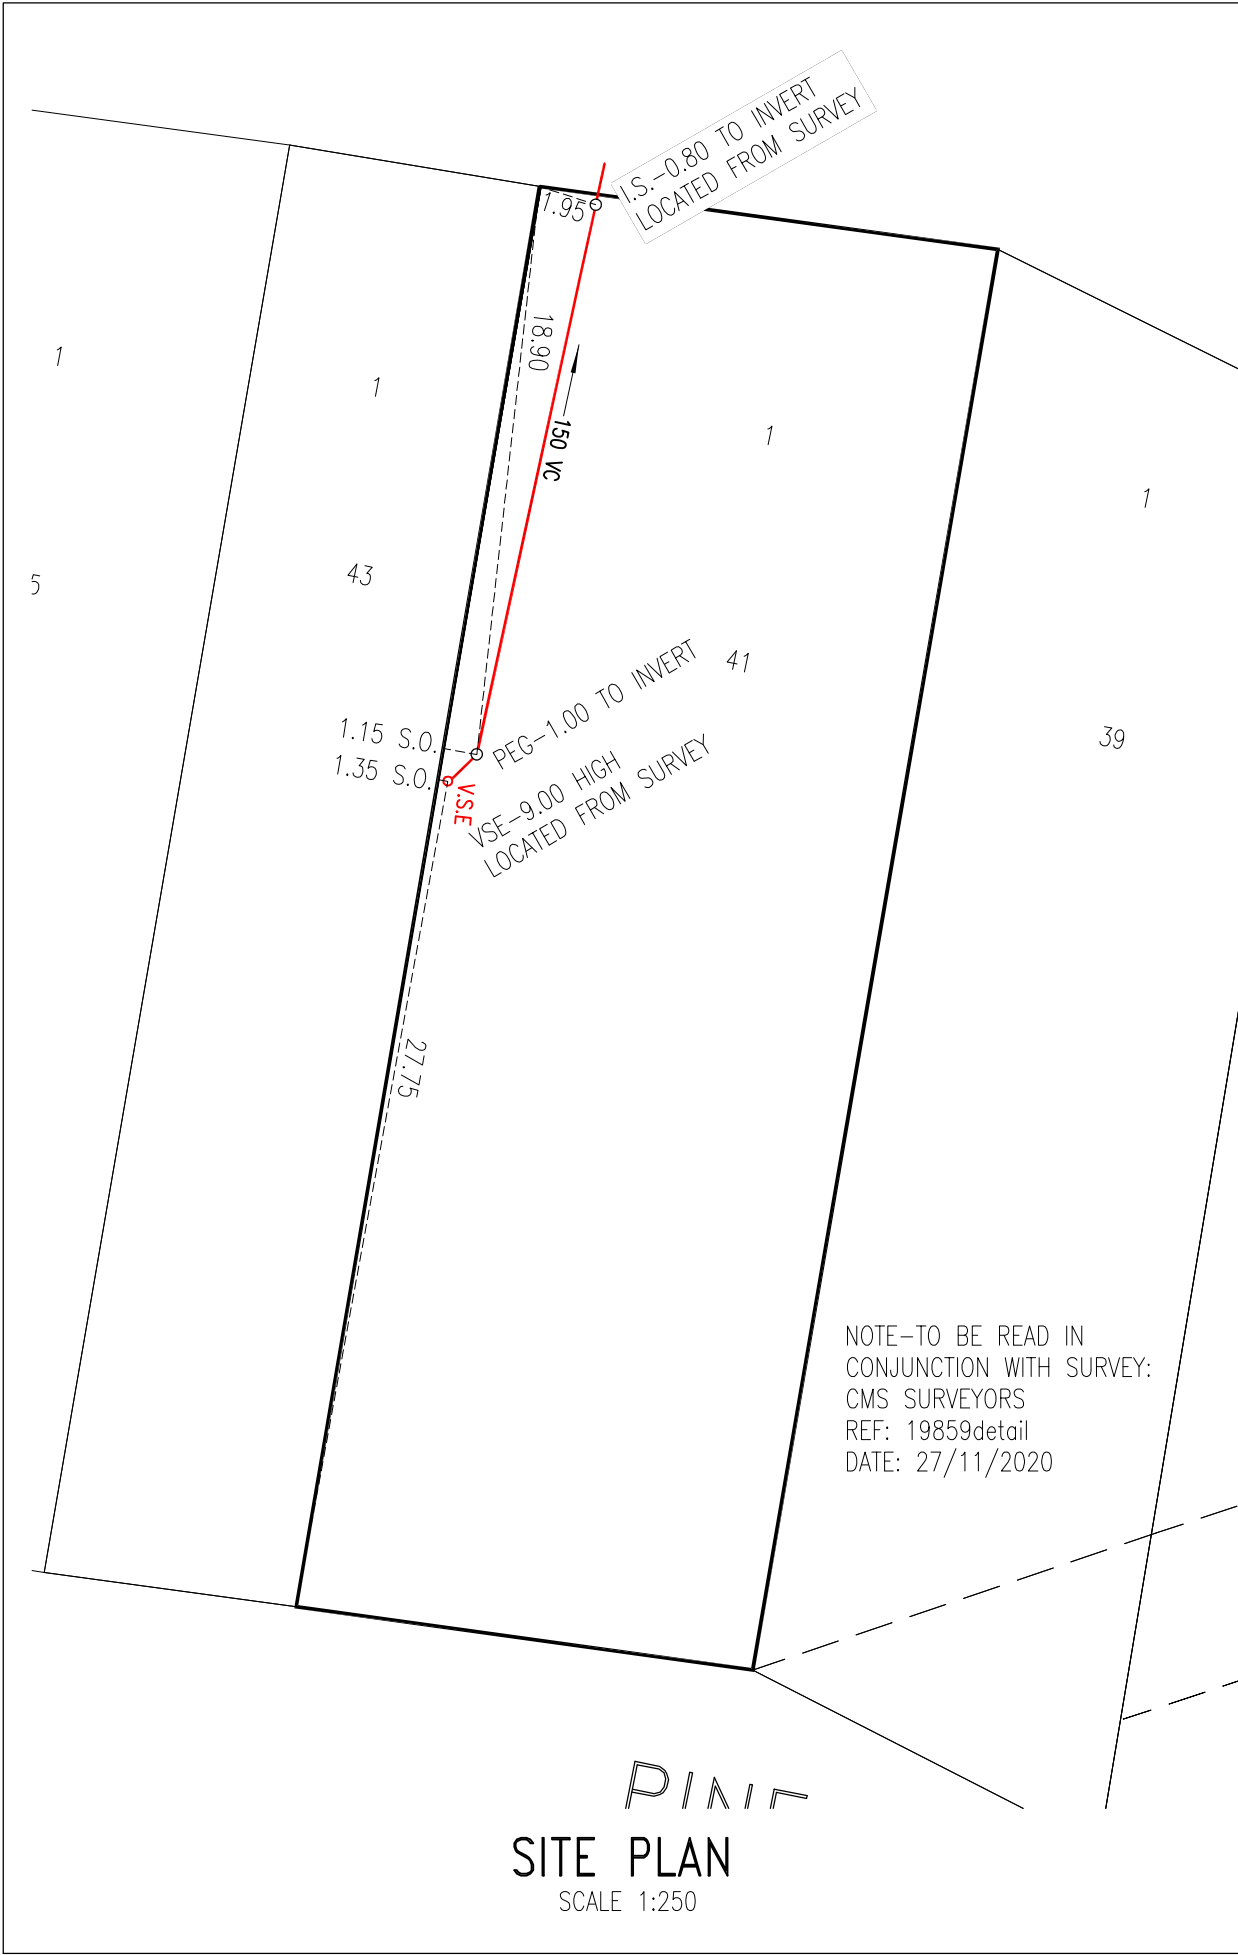 I.S.-0.80 TO INVERT
LOCATED FROM SURVEY
1.95
18.90
150 VC
1
1
1
1
5
43
41
39
PEG-1.00 TO INVERT
1.15 S.O.
1.35 S.O.
V.S.E
VSE-9.00 HIGH
LOCATED FROM SURVEY
27.75
NOTE-TO BE READ IN
CONJUNCTION WITH SURVEY:
CMS SURVEYORS
REF: 19859detail
DATE: 27/11/2020
PINE
SITE PLAN
SCALE 1:250